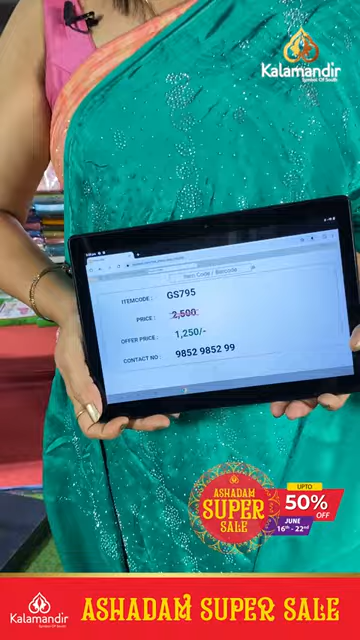 Kalamandir
Symbol Of South
Item Code / Barcode
ITEMCODE : GS795
PRICE : 2,500
OFFER PRICE : 1,250/-
CONTACT NO : 9852 9852 99
ASHADAM
SUPER
SALE
UPTO
50%
OFF
JUNE
16th - 22nd
Kalamandir
Symbol Of South
ASHADAM SUPER SALE